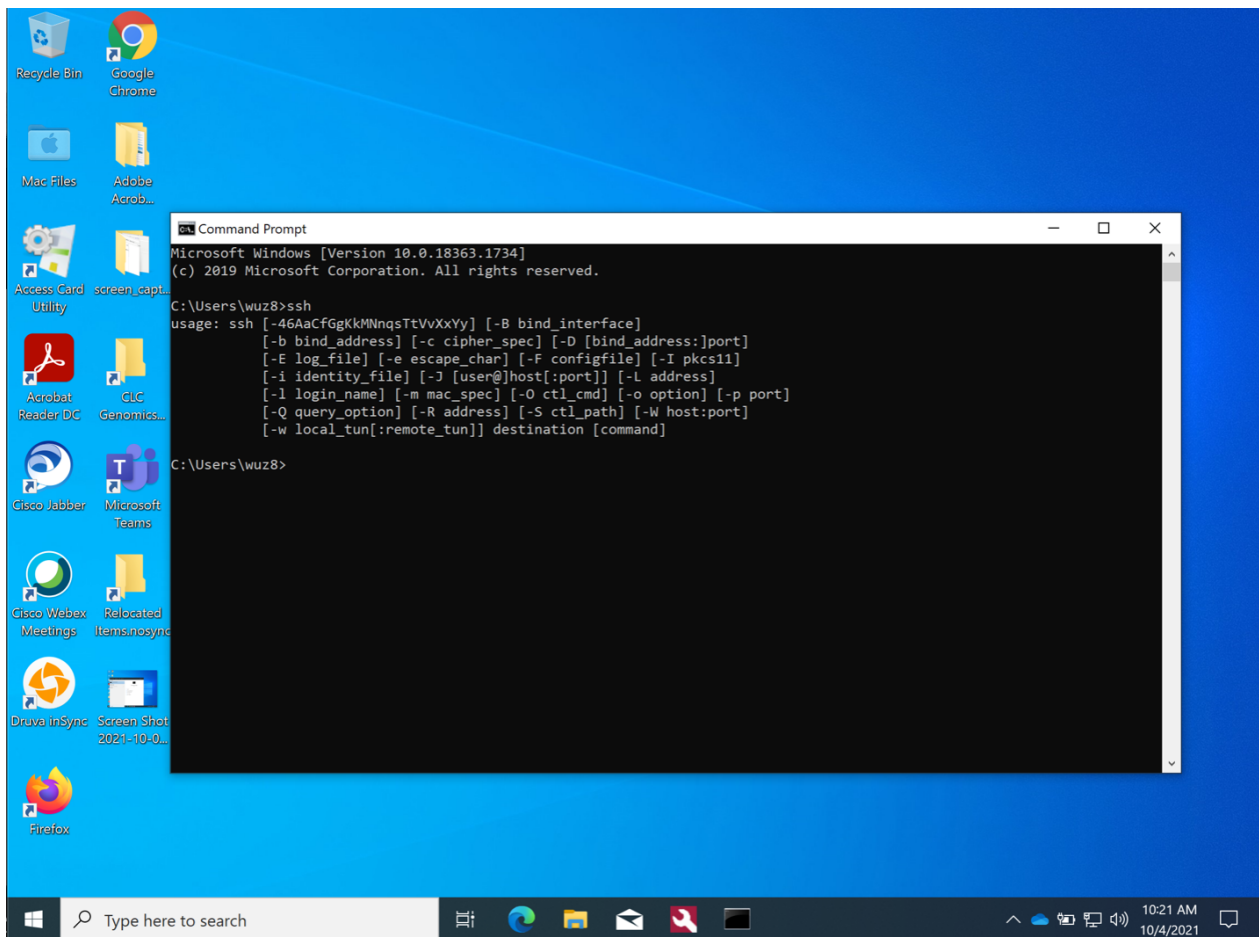 Recycle Bin
Google
Chrome
Mac Files
Adobe
Acrob...
Access Card
Utility
screen_capt...
Acrobat
Reader DC
CLC
Genomics...
Cisco Jabber
Microsoft
Teams
Cisco Webex
Meetings
Relocated
Items.nosync
Druva inSync
Screen Shot
2021-10-0...
Firefox
Command Prompt
Microsoft Windows [Version 10.0.18363.1734]
(c) 2019 Microsoft Corporation. All rights reserved.
C:\Users\wuz8>ssh
usage: ssh [-46AaCfGgKkMNnqsTtVvXxYy] [-B bind_interface]
[-b bind_address] [-c cipher_spec] [-D [bind_address:]port]
[-E log_file] [-e escape_char] [-F configfile] [-I pkcs11]
[-i identity_file] [-J [user@]host[:port]] [-L address]
[-l login_name] [-m mac_spec] [-O ctl_cmd] [-o option] [-p port]
[-Q query_option] [-R address] [-S ctl_path] [-W host:port]
[-w local_tun[:remote_tun]] destination [command]
C:\Users\wuz8>
Type here to search
10:21 AM
10/4/2021